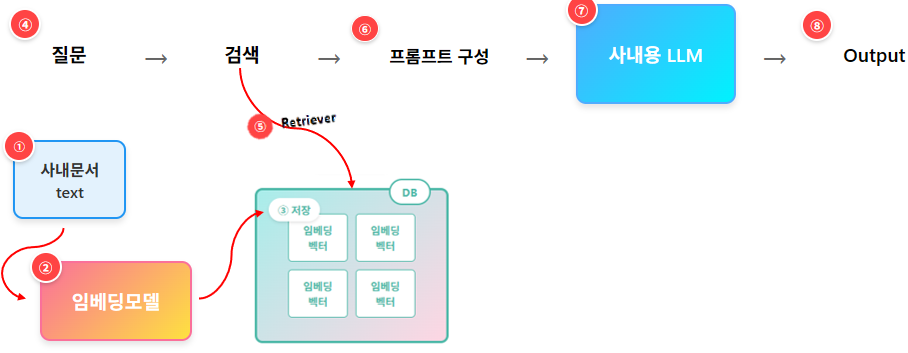 ④
질문
→
검색
→
⑥
프롬프트 구성
→
⑦
사내용 LLM
→
⑧
Output
⑤ Retriever
①
사내문서
text
②
임베딩모델
DB
③ 저장
임베딩
벡터
임베딩
벡터
임베딩
벡터
임베딩
벡터